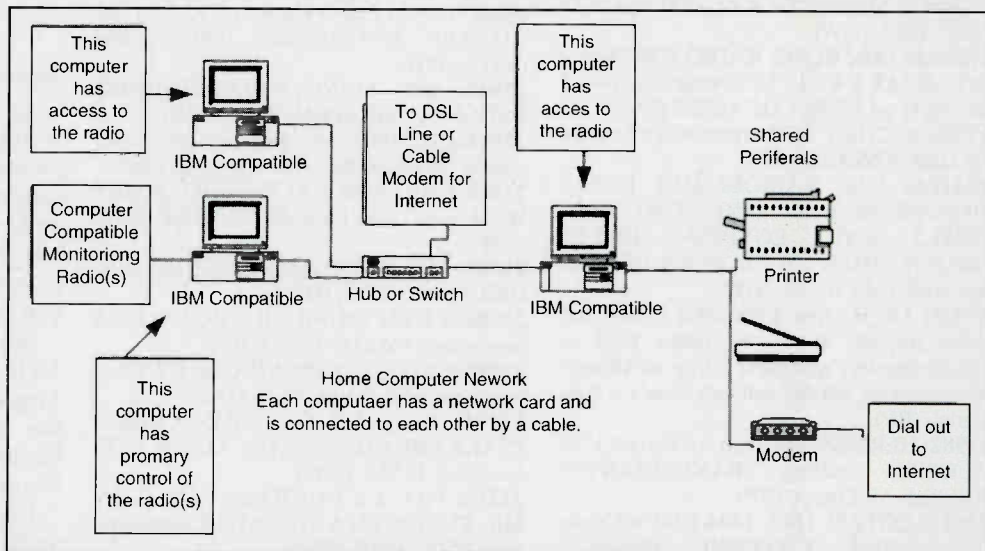 This
computer
has
access to
the radio
IBM Compatible
To DSL
Line or
Cable
Modem for
Internet
This
computer
has
acces to
the radio
Shared
Periferals
Computer
Compatible
Monitoriong
Radio(s)
IBM Compatible
Hub or Switch
IBM Compatible
Printer
This
computer
has
promary
control of
the radio(s)
Home Computer Nework
Each computaer has a network card and
is connected to each other by a cable.
Modem
Dial out
to
Internet